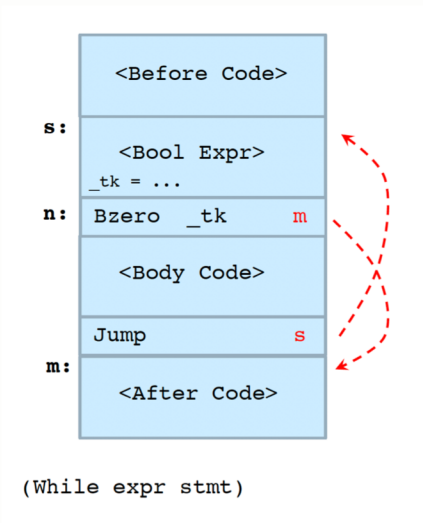 <Before Code>
s:
<Bool Expr>
_tk = ...
n: Bzero _tk m
<Body Code>
Jump s
m:
<After Code>
(While expr stmt)